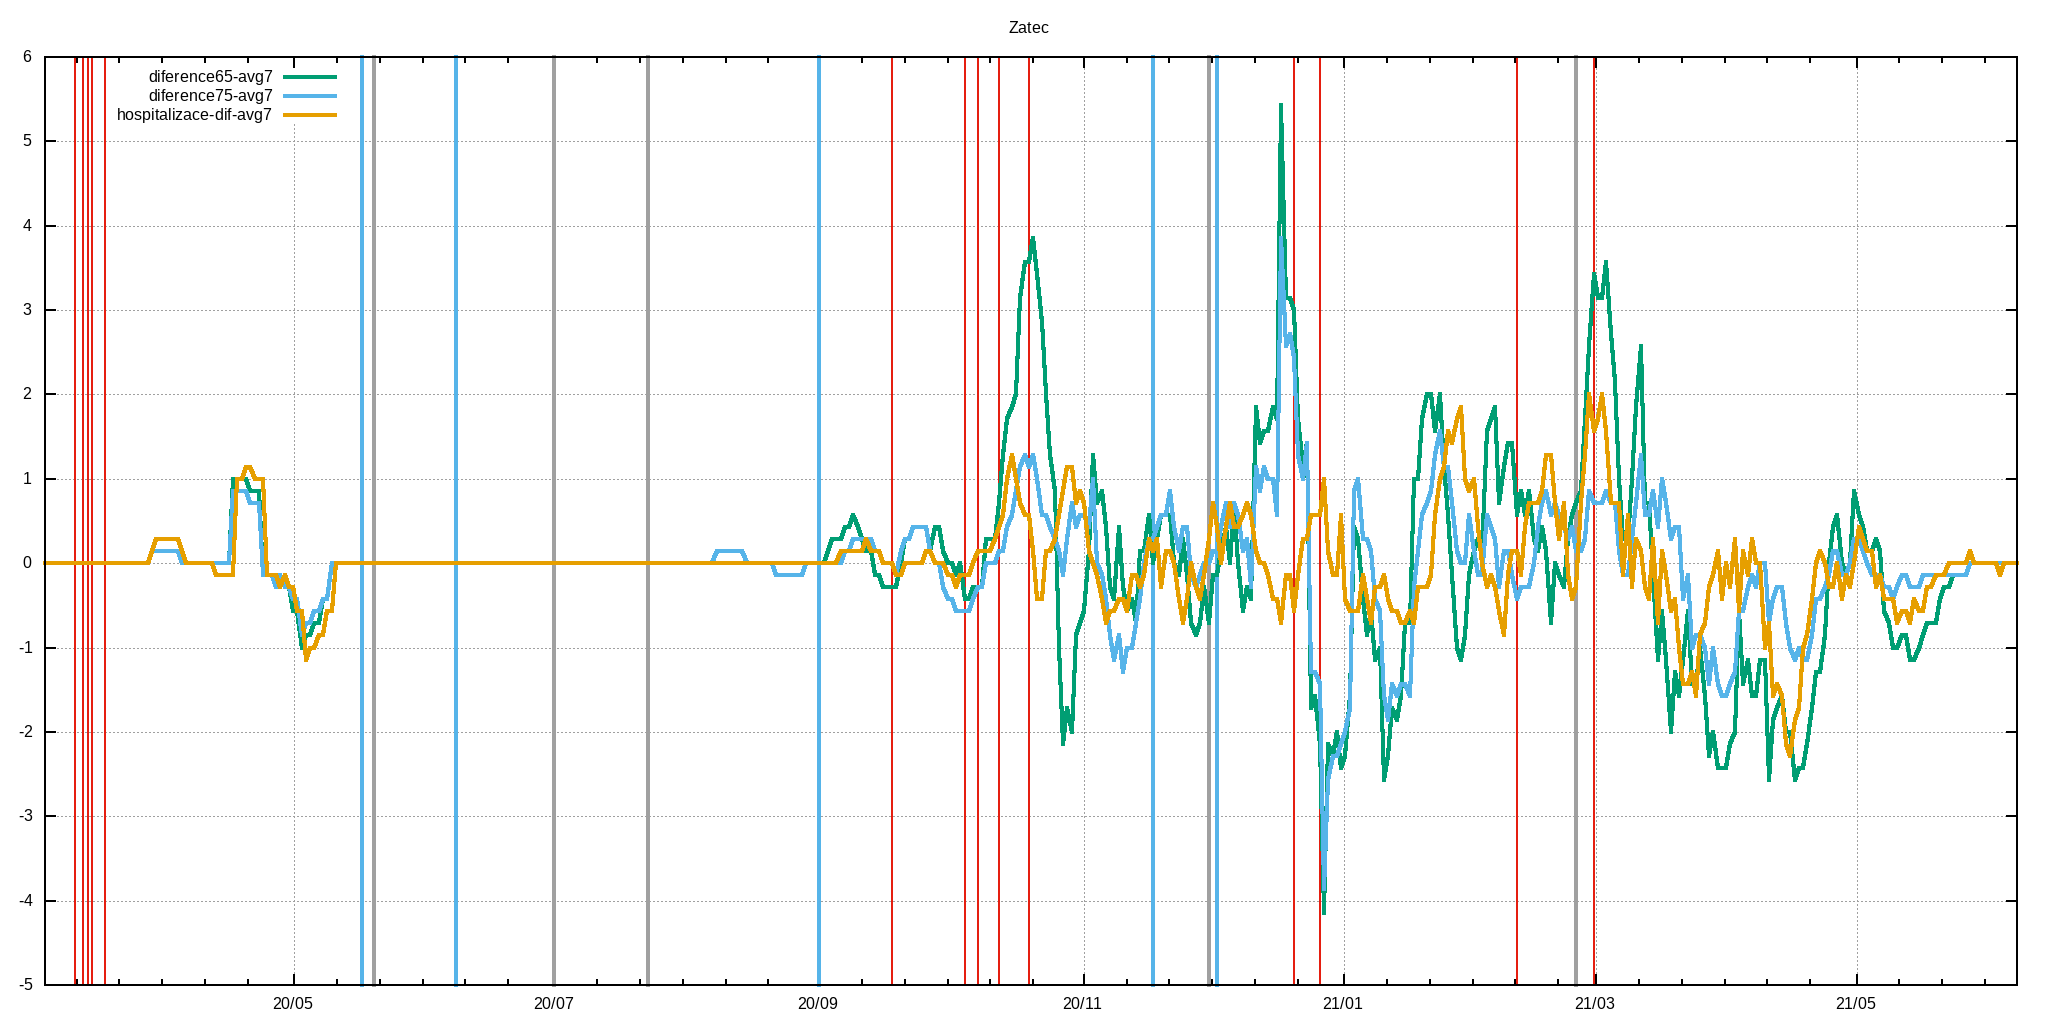 Zatec
diference65-avg7
diference75-avg7
hospitalizace-dif-avg7
6
5
4
3
2
1
0
-1
-2
-3
-4
-5
20/05 20/07 20/09 20/11 21/01 21/03 21/05